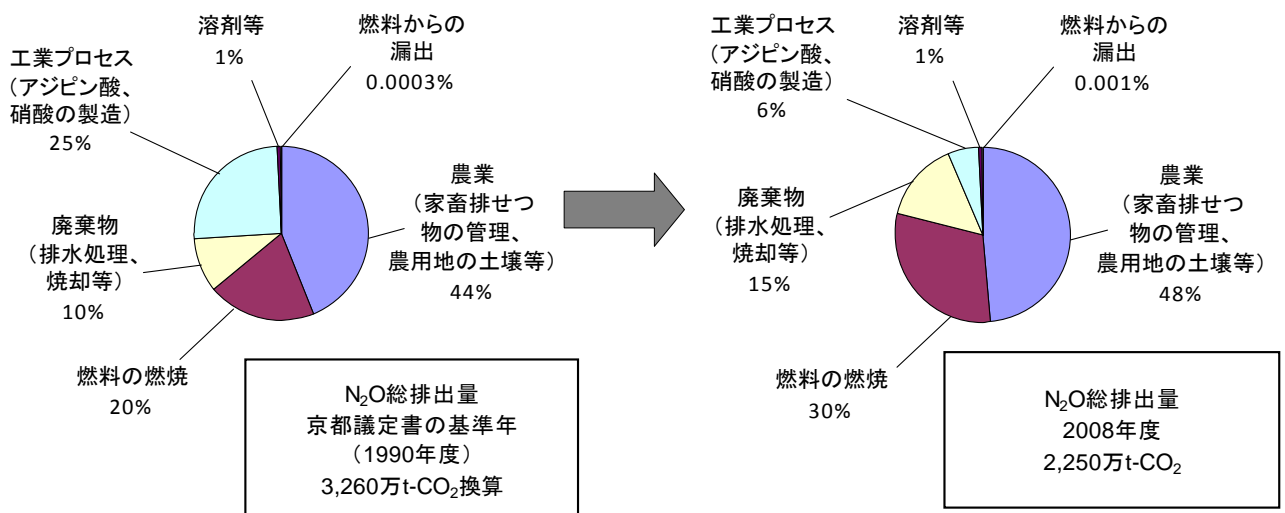 溶剤等
1%
燃料からの
漏出
0.0003%
工業プロセス
（アジピン酸、
硝酸の製造）
25%
農業
（家畜排せつ
物の管理、
農用地の土壌等）
44%
廃棄物
（排水処理、
焼却等）
10%
燃料の燃焼
20%
N₂O総排出量
京都議定書の基準年
（1990年度）
3,260万t-CO₂換算
工業プロセス
（アジピン酸、
硝酸の製造）
6%
溶剤等
1%
燃料からの
漏出
0.001%
農業
（家畜排せつ
物の管理、
農用地の土壌等）
48%
廃棄物
（排水処理、
焼却等）
15%
燃料の燃焼
30%
N₂O総排出量
2008年度
2,250万t-CO₂